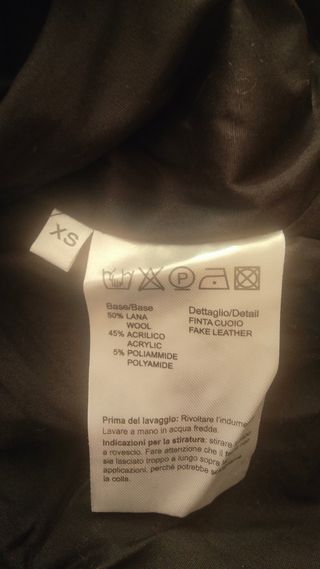 XS
P
Base/Base
50% LANA
WOOL
45% ACRILICO
ACRYLIC
5% POLIAMMIDE
POLYAMIDE
Dettaglio/Detail
FINTA CUOIO
FAKE LEATHER
Prima del lavaggio: Rivoltare l'indume
Lavare a mano in acqua fredda.
Indicazioni per la stiratura: stirare
a rovescio. Fare attenzione che il
sie lasciato troppo a lungo sopra
applicazioni, perché potrebbe
la colla.